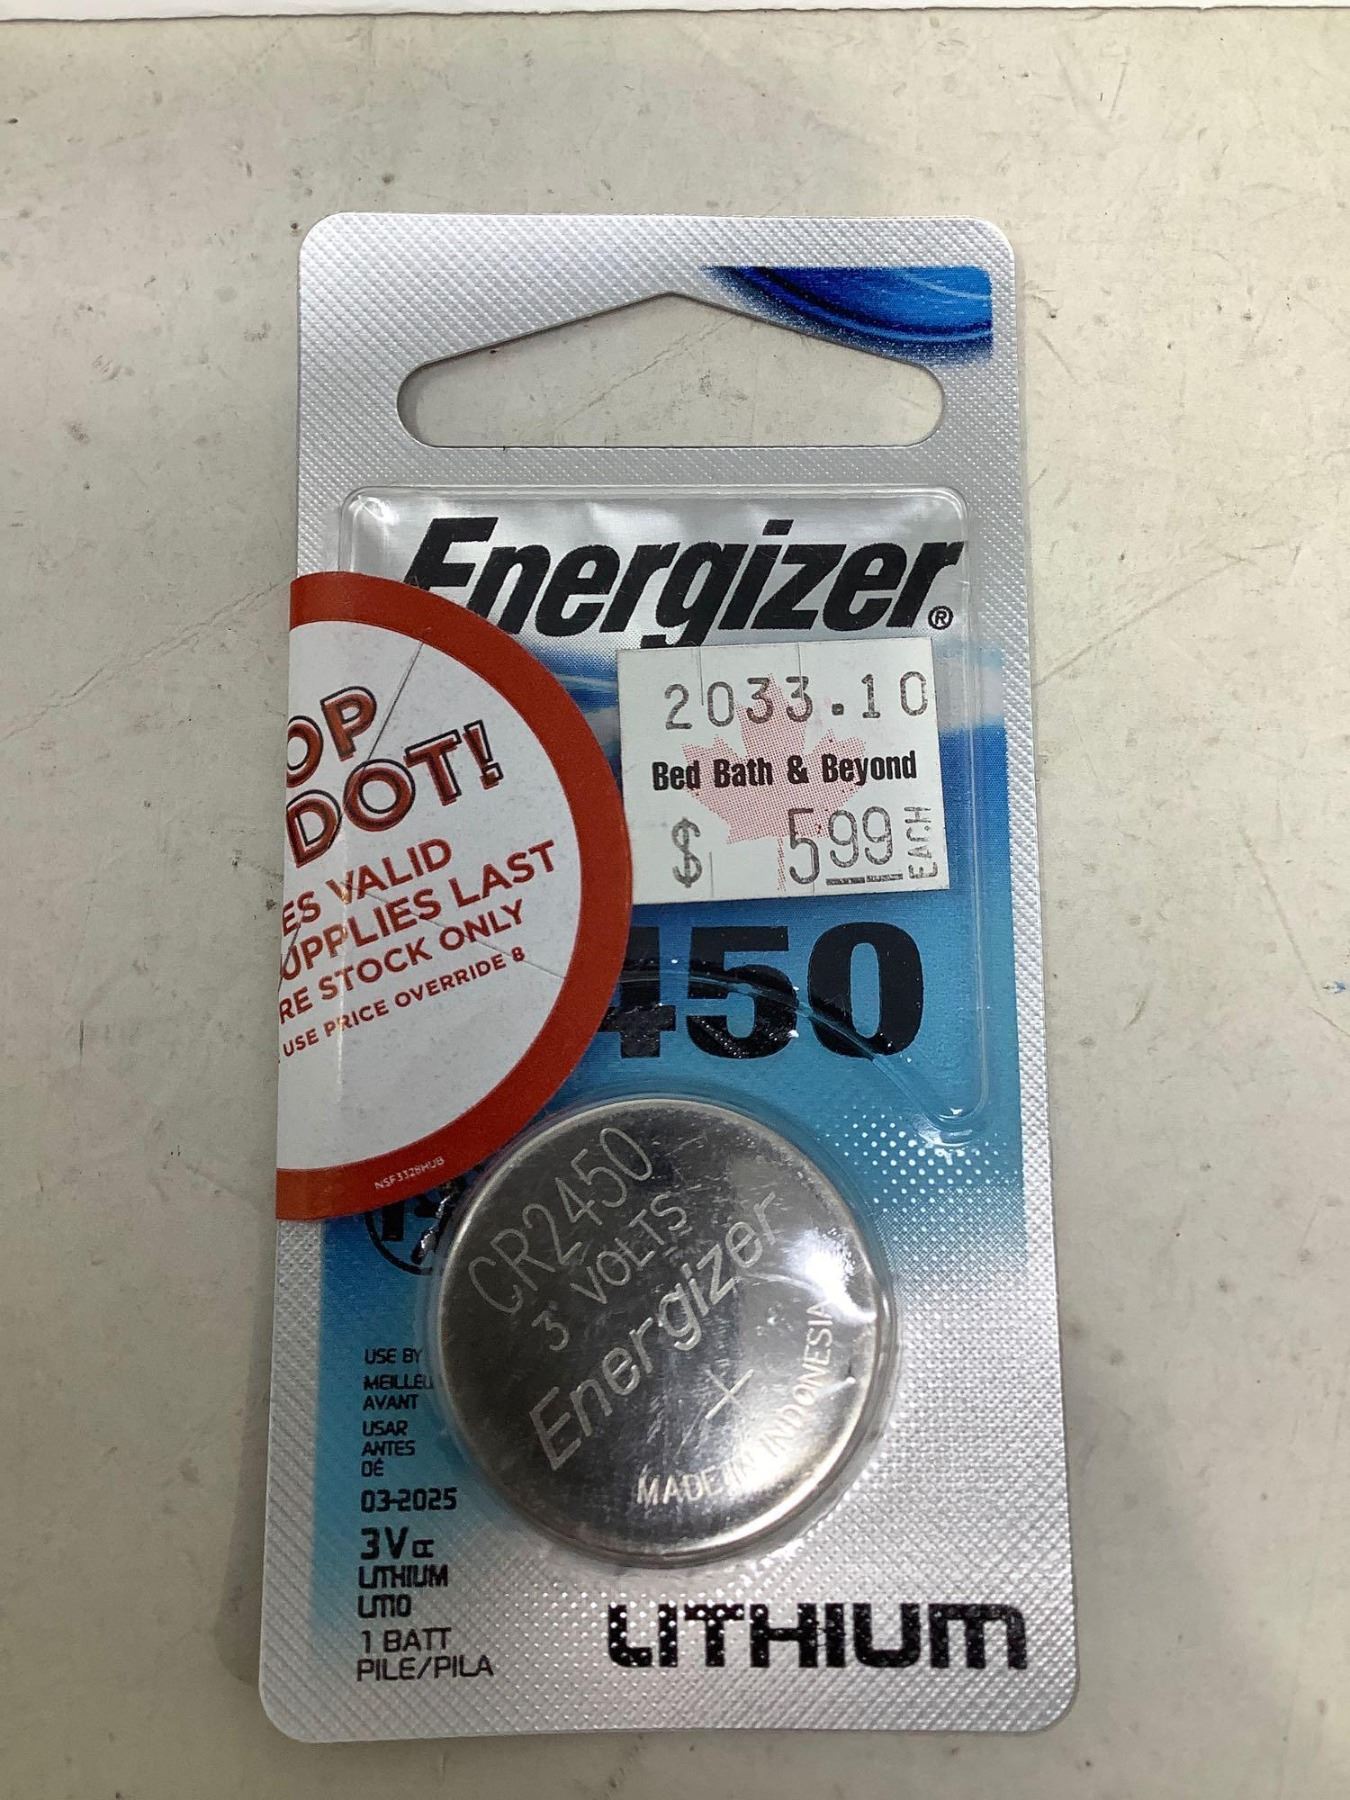 Energizer®
2033.10
Bed Bath & Beyond
$ 5.99 EACH
OP
DOT!
ES VALID
UPPLIES LAST
RE STOCK ONLY
USE PRICE OVERRIDE 8
NSF3328HUB
450
CR2450
3 VOLTS
Energizer
+
MADE IN INDONESIA
USE BY
MEILLEU
AVANT
USAR
ANTES
DE
03-2025
3V
LITHIUM
1 BATT
PILE/PILA
LITHIUM